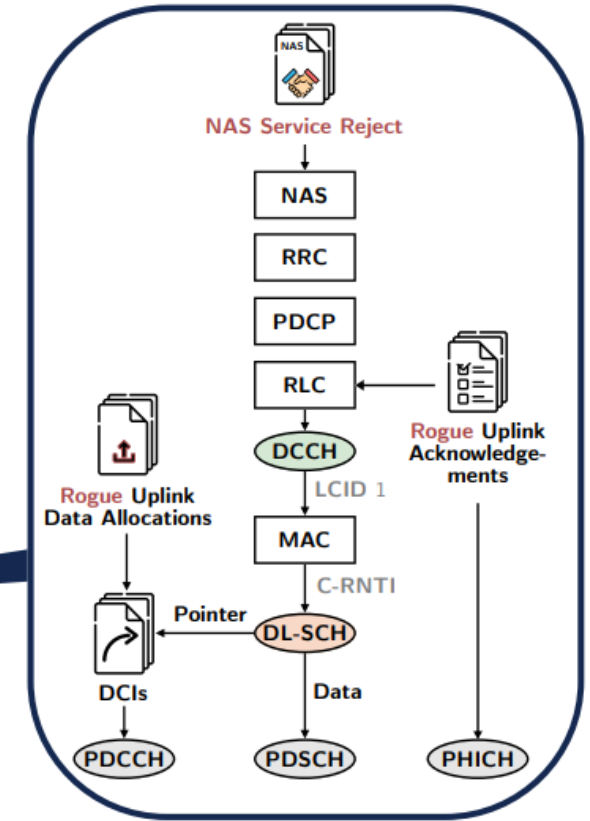 NAS
NAS Service Reject
NAS
RRC
PDCP
RLC
Rogue Uplink
Acknowledge-
ments
DCCH
LCID 1
Rogue Uplink
Data Allocations
MAC
C-RNTI
Pointer
DL-SCH
DCIs
Data
PDCCH
PDSCH
PHICH